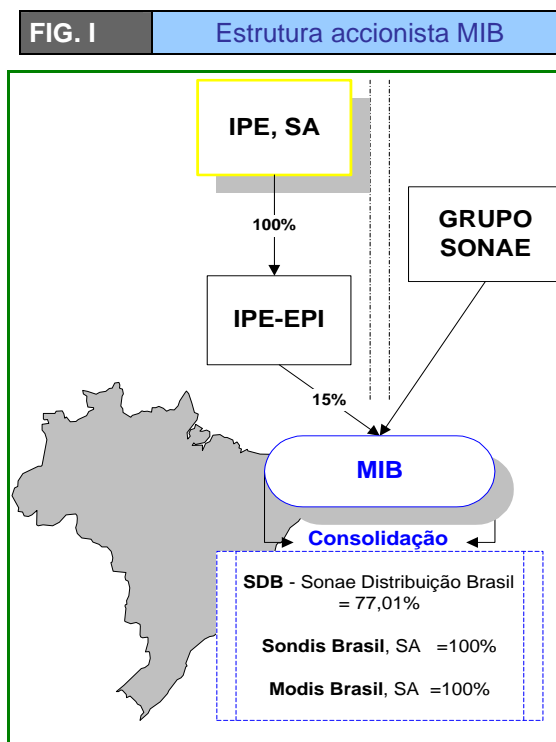 FIG. I
Estrutura accionista MIB
IPE, SA
100%
GRUPO
SONAE
IPE-EPI
15%
MIB
Consolidação
SDB - Sonae Distribuição Brasil
= 77,01%
Sondis Brasil, SA =100%
Modis Brasil, SA =100%